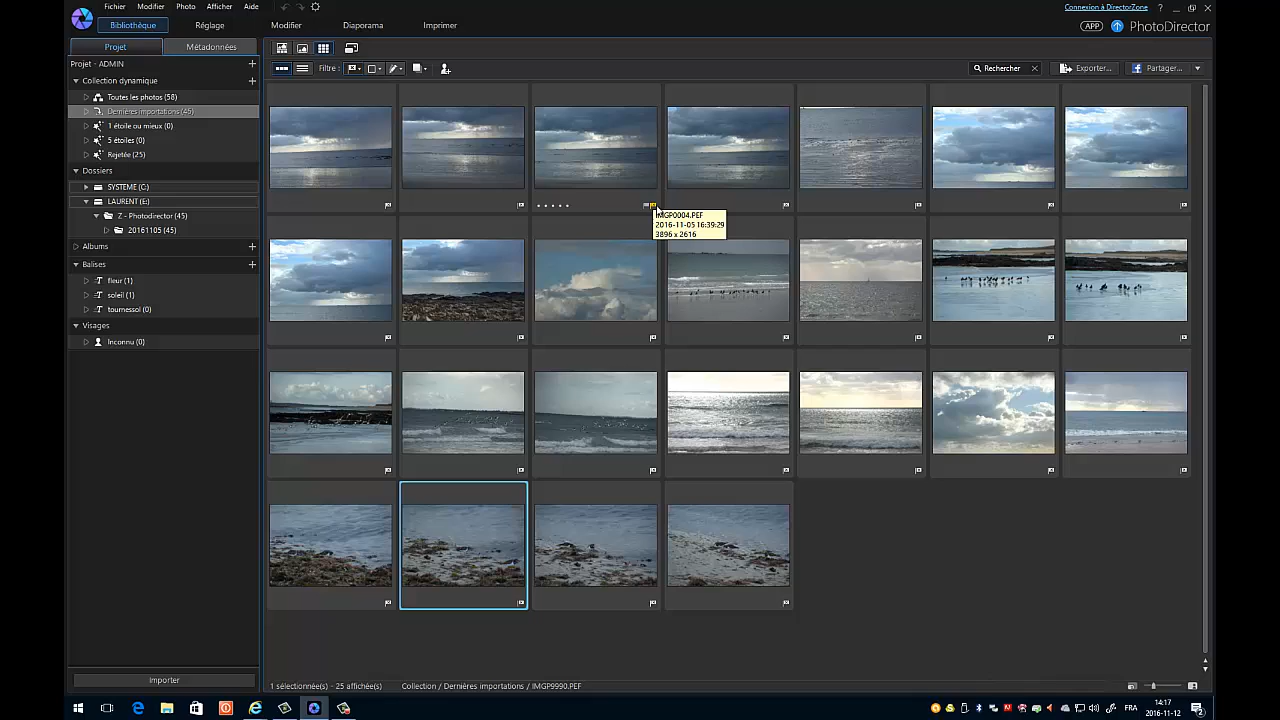 Fichier Modifier Photo Afficher Aide
Connexion à DirectorZone ?
Bibliothèque Réglage Modifier Diaporama Imprimer
APP PhotoDirector
Projet Métadonnées
Projet - ADMIN
Filtre :
Rechercher
Exporter...
Partager...
Collection dynamique
Toutes les photos (58)
Dernières importations (45)
1 étoile ou mieux (0)
5 étoiles (0)
Rejetée (25)
Dossiers
SYSTEME (C:)
LAURENT (E:)
Z - Photodirector (45)
20161105 (45)
Albums
Balises
fleur (1)
soleil (1)
tournessol (0)
Visages
Inconnu (0)
IMGP0004.PEF
2016-11-05 16:39:29
3896 x 2616
Importer
1 sélectionnée(s) - 25 affichée(s) Collection / Dernières importations / IMGP9990.PEF
FRA
14:17
2016-11-12